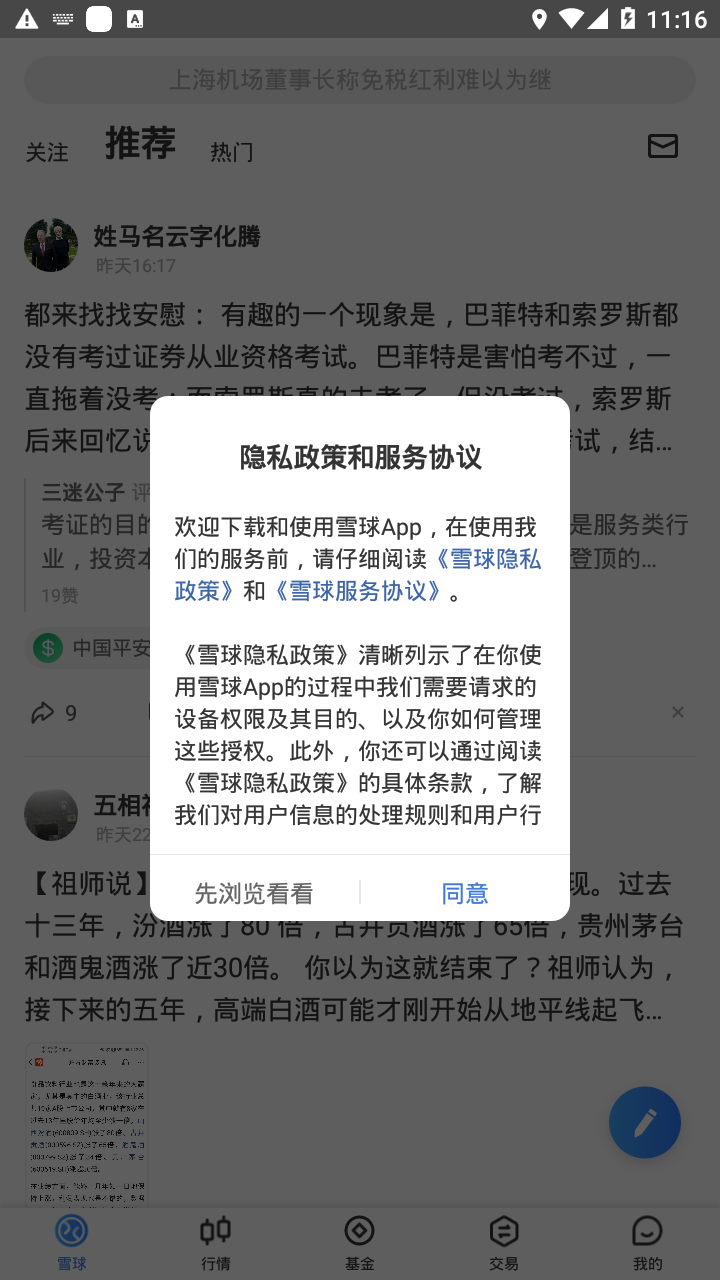 11:16
上海机场董事长称免税红利难以为继
关注 推荐 热门
姓马名云字化腾
昨天16:17
都来找找安慰： 有趣的一个现象是，巴菲特和索罗斯都
没有考过证券从业资格考试。巴菲特是害怕考不过，一
直拖着没考；而索罗斯真的去考了，但没考过，索罗斯
后来回忆说 考试，结...
三迷公子 评
考证的目的 是服务类行
业，投资本 登顶的...
19赞
中国平安
9
隐私政策和服务协议
欢迎下载和使用雪球App，在使用我
们的服务前，请仔细阅读《雪球隐私
政策》和《雪球服务协议》。
《雪球隐私政策》清晰列示了在你使
用雪球App的过程中我们需要请求的
设备权限及其目的、以及你如何管理
这些授权。此外，你还可以通过阅读
《雪球隐私政策》的具体条款，了解
我们对用户信息的处理规则和用户行
先浏览看看 同意
五相祖
昨天22
【祖师说】 现。过去
十三年，汾酒涨了80 倍，古井贡酒涨了65倍，贵州茅台
和酒鬼酒涨了近30倍。 你以为这就结束了？祖师认为，
接下来的五年，高端白酒可能才刚开始从地平线起飞...
雪球 行情 基金 交易 我的